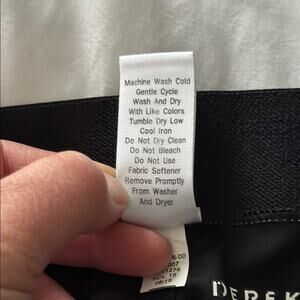 Machine Wash Cold
Gentle Cycle
Wash And Dry
With Like Colors
Tumble Dry Low
Cool Iron
Do Not Dry Clean
Do Not Bleach
Do Not Use
Fabric Softener
Remove Promptly
From Washer
And Dryer
DEREK